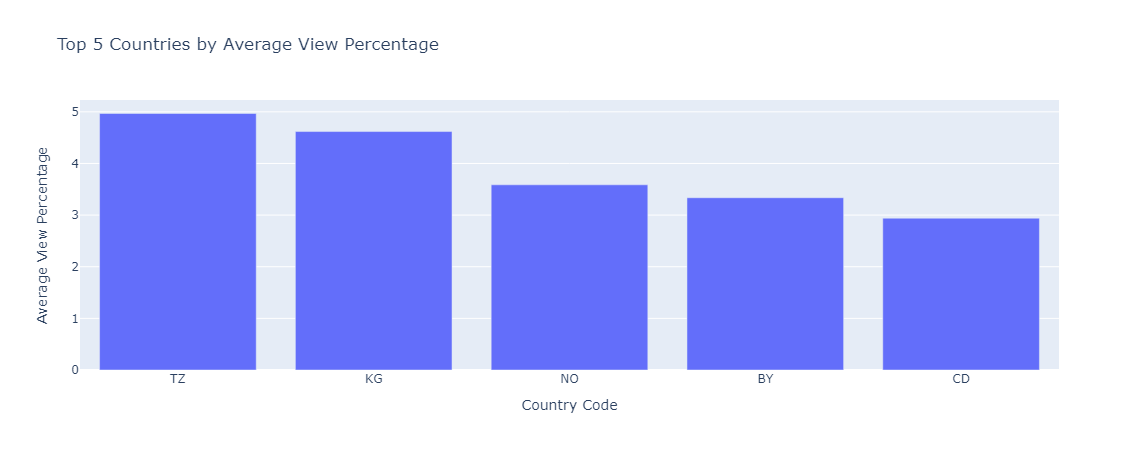 Top 5 Countries by Average View Percentage
Average View Percentage
5
4
3
2
1
0
TZ KG NO BY CD
Country Code